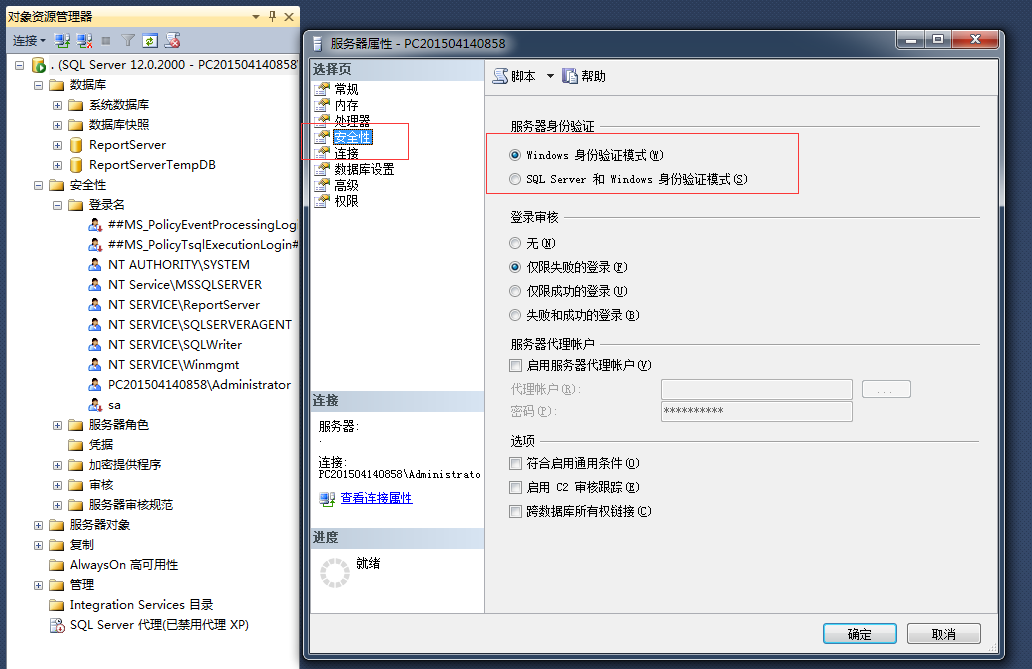 对象资源管理器
连接
. (SQL Server 12.0.2000 - PC201504140858
数据库
系统数据库
数据库快照
ReportServer
ReportServerTempDB
安全性
登录名
##MS_PolicyEventProcessingLog
##MS_PolicyTsqlExecutionLogin#
NT AUTHORITY\SYSTEM
NT Service\MSSQLSERVER
NT SERVICE\ReportServer
NT SERVICE\SQLSERVERAGENT
NT SERVICE\SQLWriter
NT SERVICE\Winmgmt
PC201504140858\Administrator
sa
服务器角色
凭据
加密提供程序
审核
服务器审核规范
服务器对象
复制
AlwaysOn 高可用性
管理
Integration Services 目录
SQL Server 代理(已禁用代理 XP)
服务器属性 - PC201504140858
选择页
常规
内存
处理器
安全性
连接
数据库设置
高级
权限
连接
服务器:
.
连接:
PC201504140858\Administrato
查看连接属性
进度
就绪
脚本
帮助
服务器身份验证
Windows 身份验证模式(W)
SQL Server 和 Windows 身份验证模式(S)
登录审核
无(N)
仅限失败的登录(F)
仅限成功的登录(U)
失败和成功的登录(B)
服务器代理帐户
启用服务器代理帐户(V)
代理帐户(R):
...
密码(P):
**********
选项
符合启用通用条件(O)
启用 C2 审核跟踪(E)
跨数据库所有权链接(C)
确定
取消